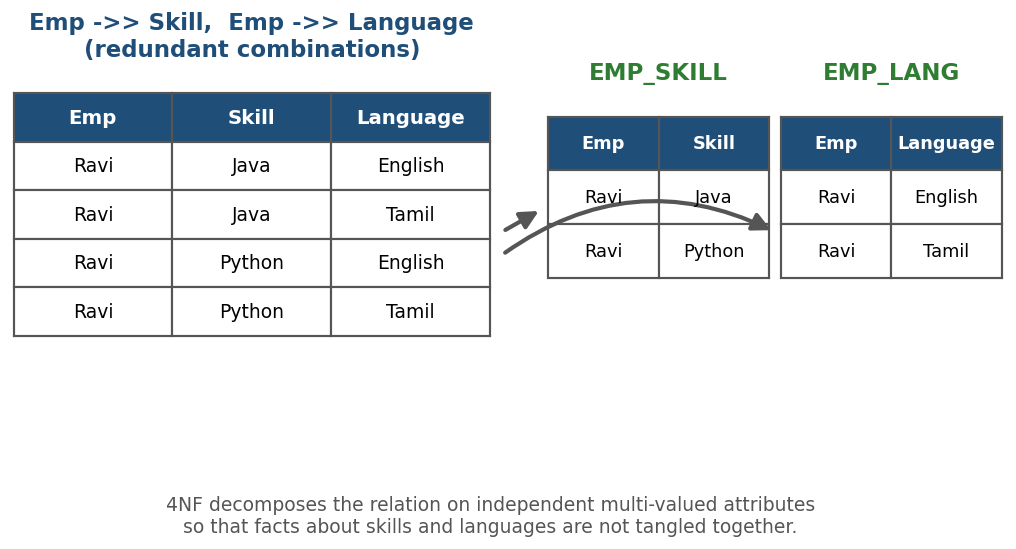 Emp ->> Skill,  Emp ->> Language
(redundant combinations)
Emp Skill Language
Ravi Java English
Ravi Java Tamil
Ravi Python English
Ravi Python Tamil
EMP_SKILL
Emp Skill
Ravi Java
Ravi Python
EMP_LANG
Emp Language
Ravi English
Ravi Tamil
4NF decomposes the relation on independent multi-valued attributes
so that facts about skills and languages are not tangled together.